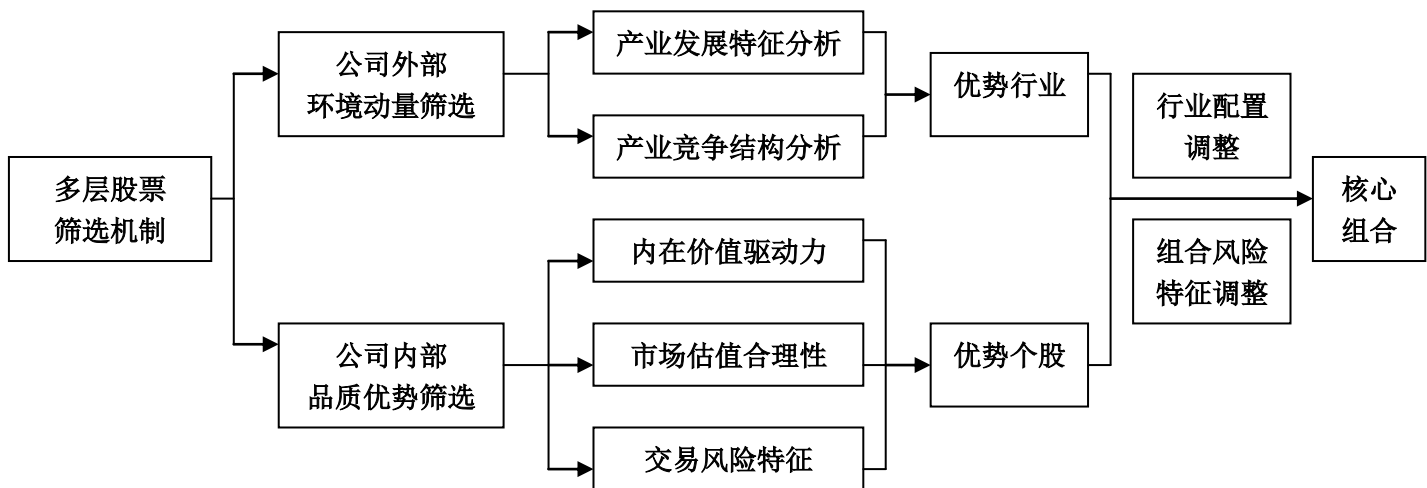 多层股票
筛选机制
公司外部
环境动量筛选
产业发展特征分析
产业竞争结构分析
优势行业
公司内部
品质优势筛选
内在价值驱动力
市场估值合理性
交易风险特征
优势个股
行业配置
调整
组合风险
特征调整
核心
组合